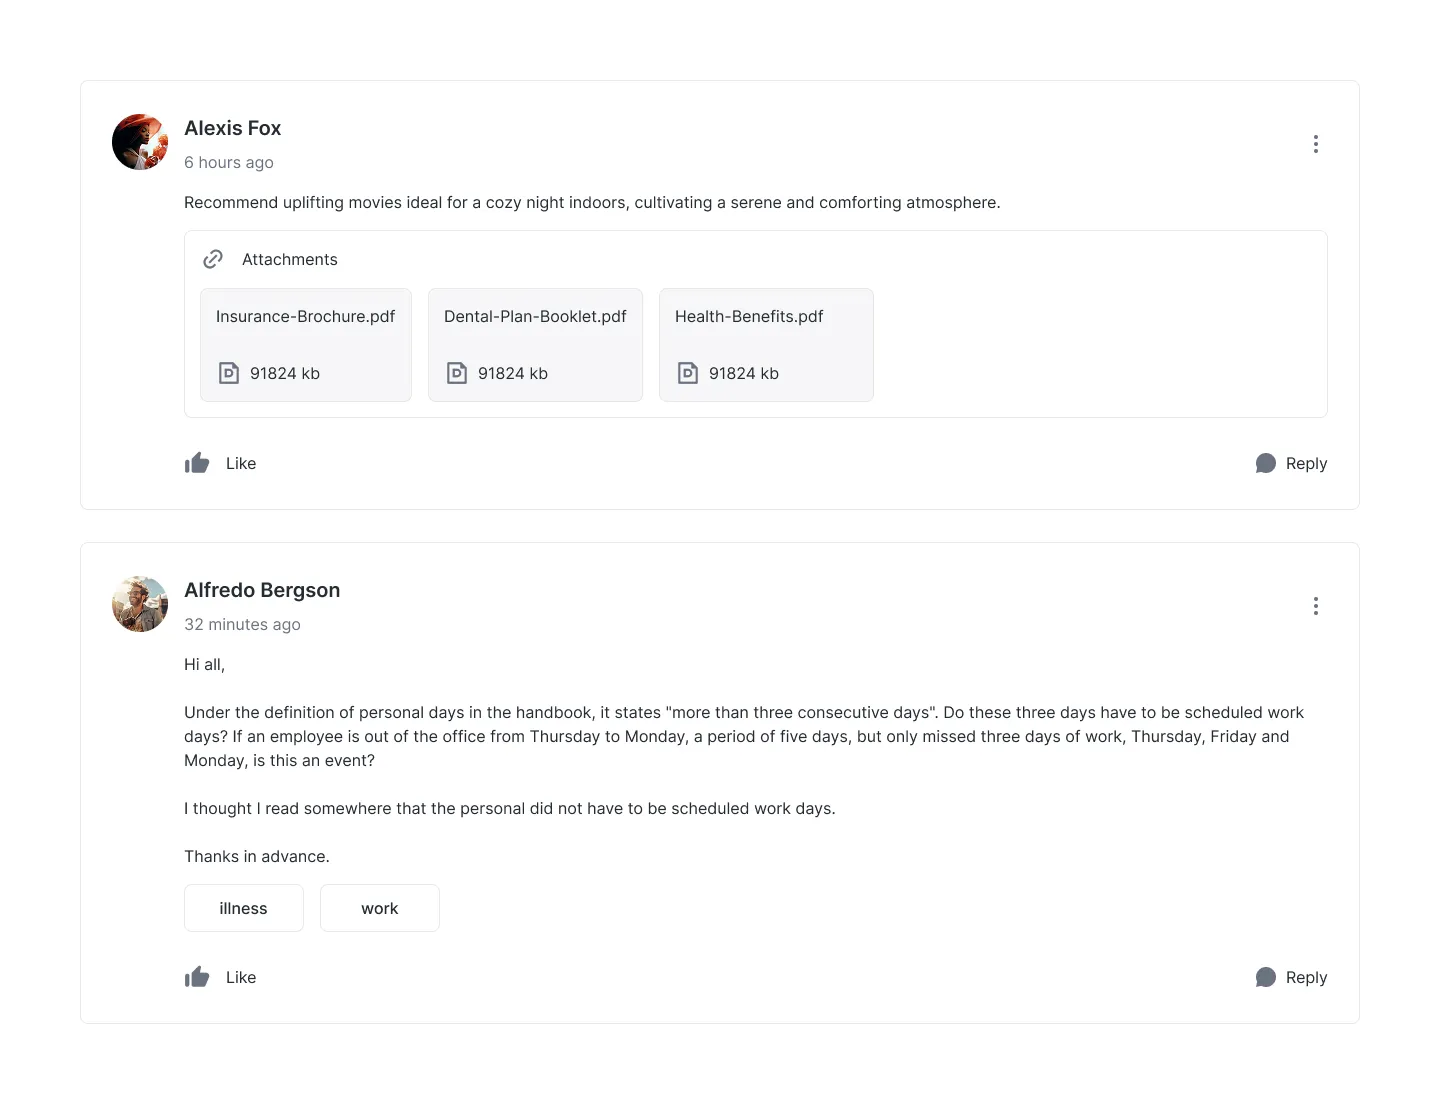 Alexis Fox
6 hours ago
Recommend uplifting movies ideal for a cozy night indoors, cultivating a serene and comforting atmosphere.
Attachments
Insurance-Brochure.pdf
91824 kb
Dental-Plan-Booklet.pdf
91824 kb
Health-Benefits.pdf
91824 kb
Like
Reply
Alfredo Bergson
32 minutes ago
Hi all,
Under the definition of personal days in the handbook, it states "more than three consecutive days". Do these three days have to be scheduled work
days? If an employee is out of the office from Thursday to Monday, a period of five days, but only missed three days of work, Thursday, Friday and
Monday, is this an event?
I thought I read somewhere that the personal did not have to be scheduled work days.
Thanks in advance.
illness
work
Like
Reply